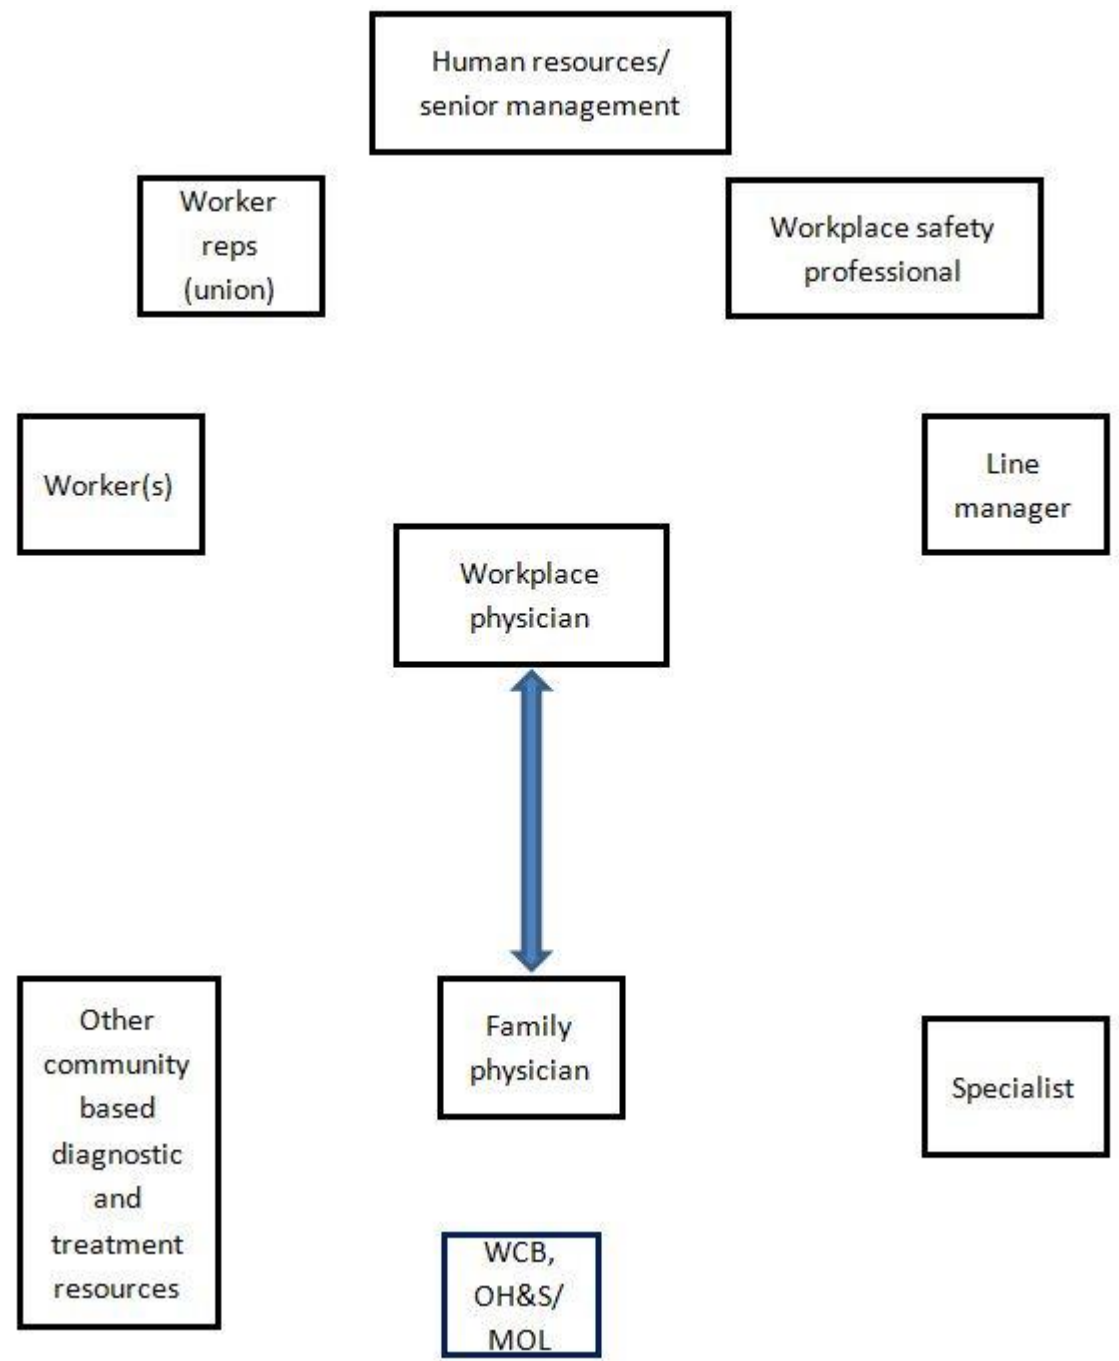 Human resources/
senior management
Worker
reps
(union)
Workplace safety
professional
Worker(s)
Line
manager
Workplace
physician
Other
community
based
diagnostic
and
treatment
resources
Family
physician
Specialist
WCB,
OH&S/
MOL